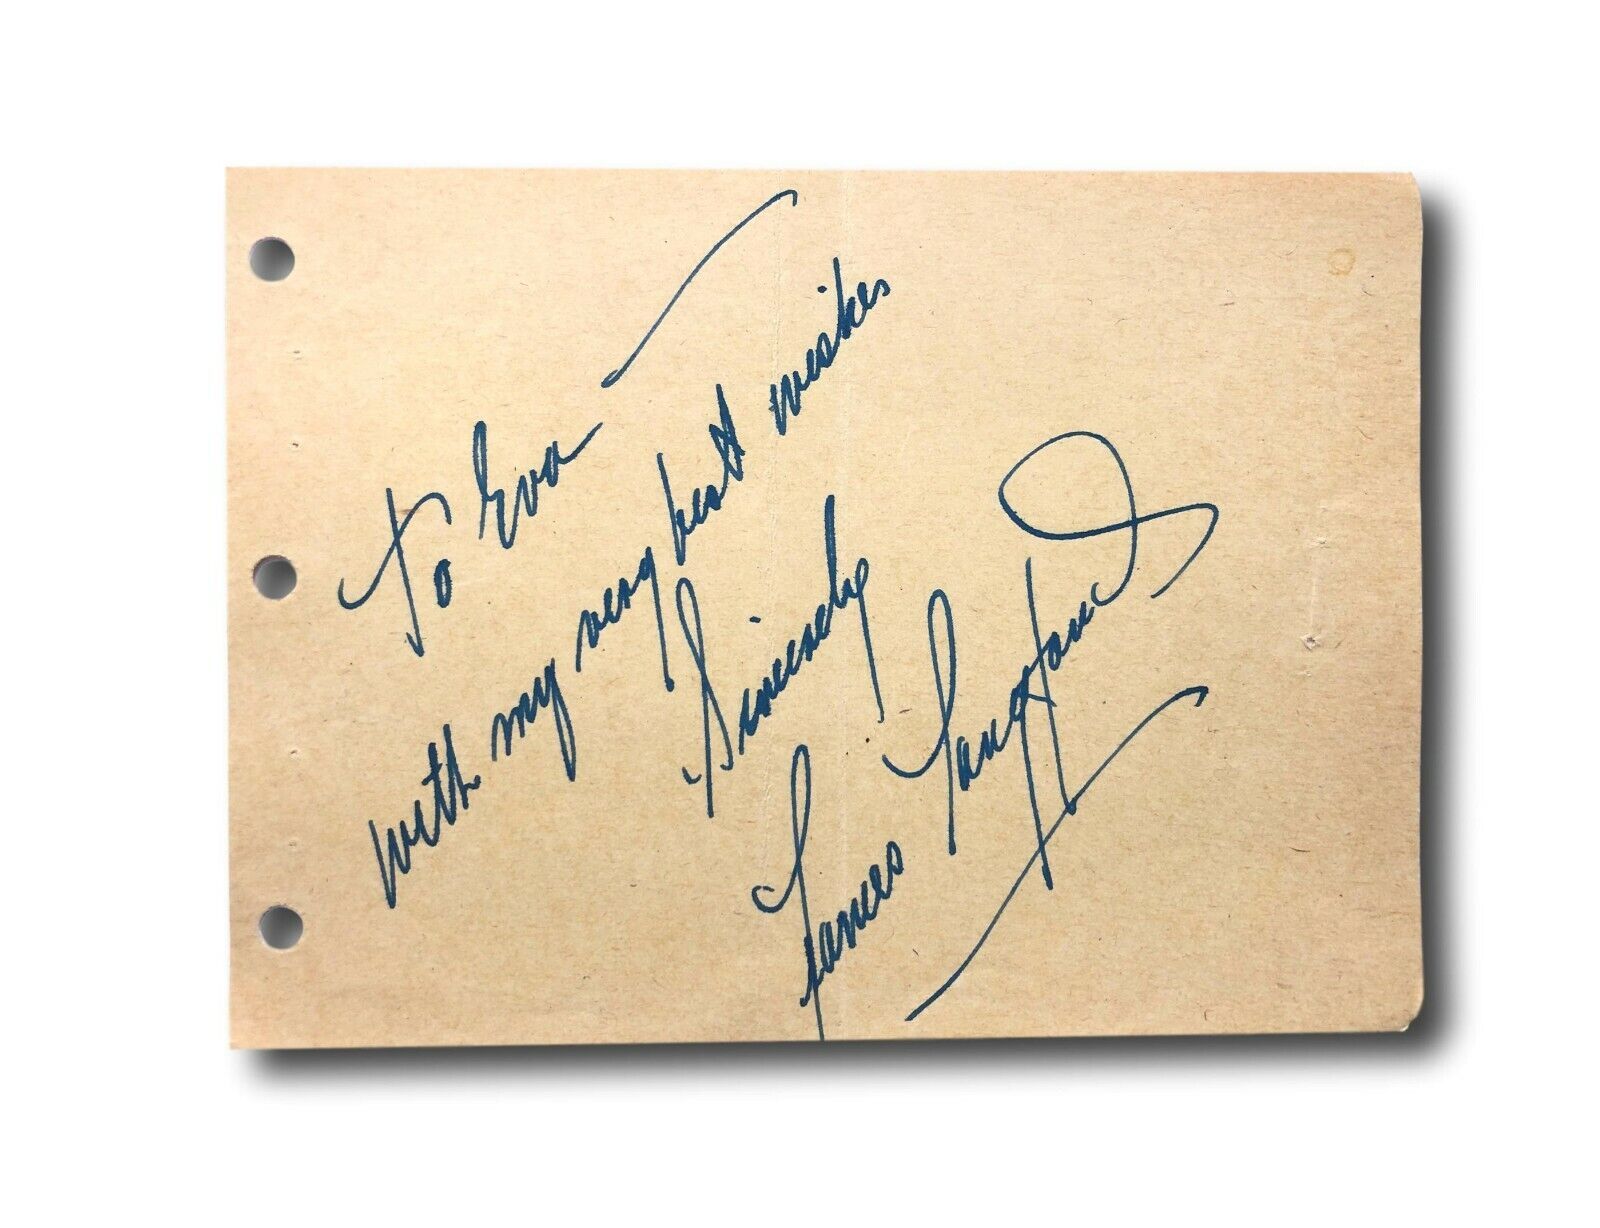 To Eva
with my very best wishes
Sincerely
Frances Langford